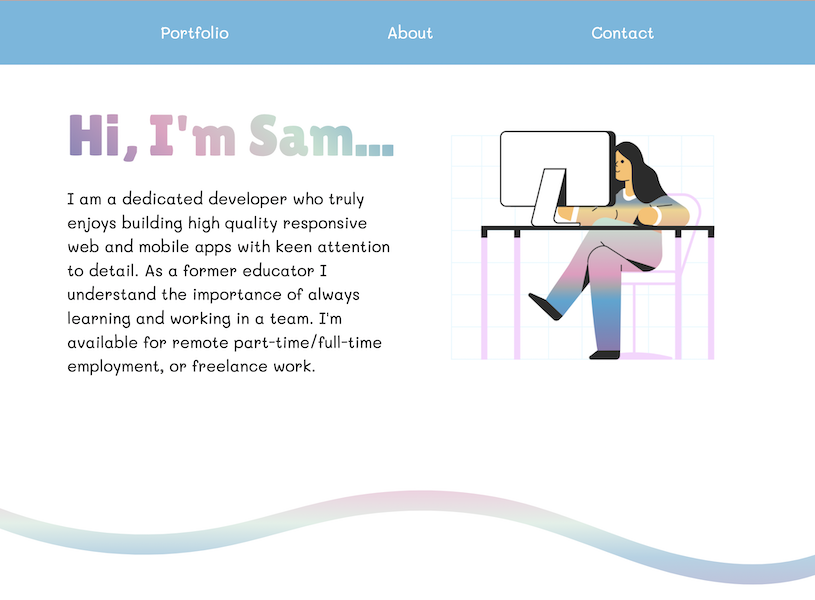 Portfolio
About
Contact
Hi, I'm Sam...
I am a dedicated developer who truly
enjoys building high quality responsive
web and mobile apps with keen attention
to detail. As a former educator I
understand the importance of always
learning and working in a team. I'm
available for remote part-time/full-time
employment, or freelance work.